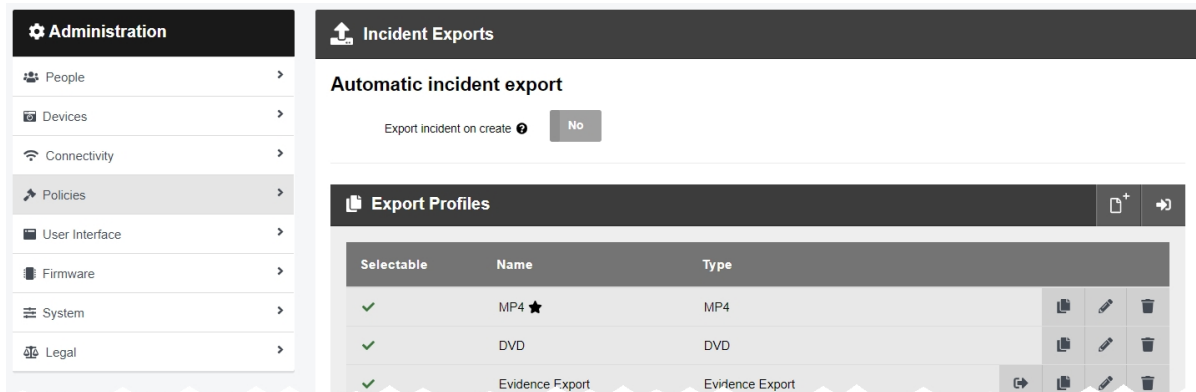 Administration
People
Devices
Connectivity
Policies
User Interface
Firmware
System
Legal
Incident Exports
Automatic incident export
Export incident on create
No
Export Profiles
Selectable Name Type
MP4 MP4
DVD DVD
Evidence Export Evidence Export